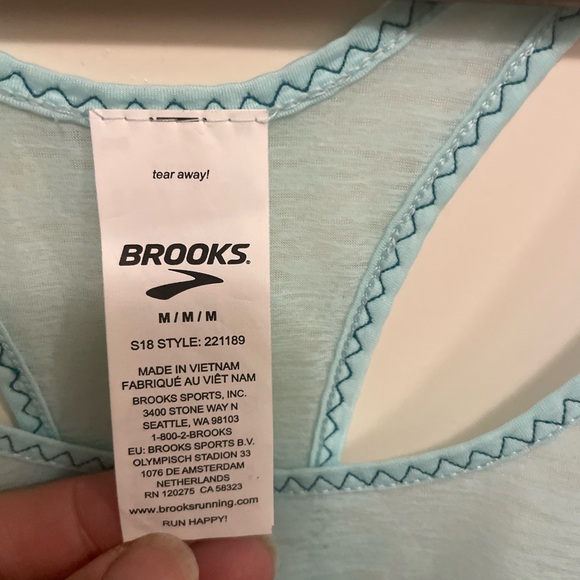 tear away!
BROOKS®
M / M / M
S18 STYLE: 221189
MADE IN VIETNAM
FABRIQUÉ AU VIÊT NAM
BROOKS SPORTS, INC.
3400 STONE WAY N
SEATTLE, WA 98103
1-800-2-BROOKS
EU: BROOKS SPORTS B.V.
OLYMPISCH STADION 33
1076 DE AMSTERDAM
NETHERLANDS
RN 120275 CA 58323
www.brooksrunning.com
RUN HAPPY!